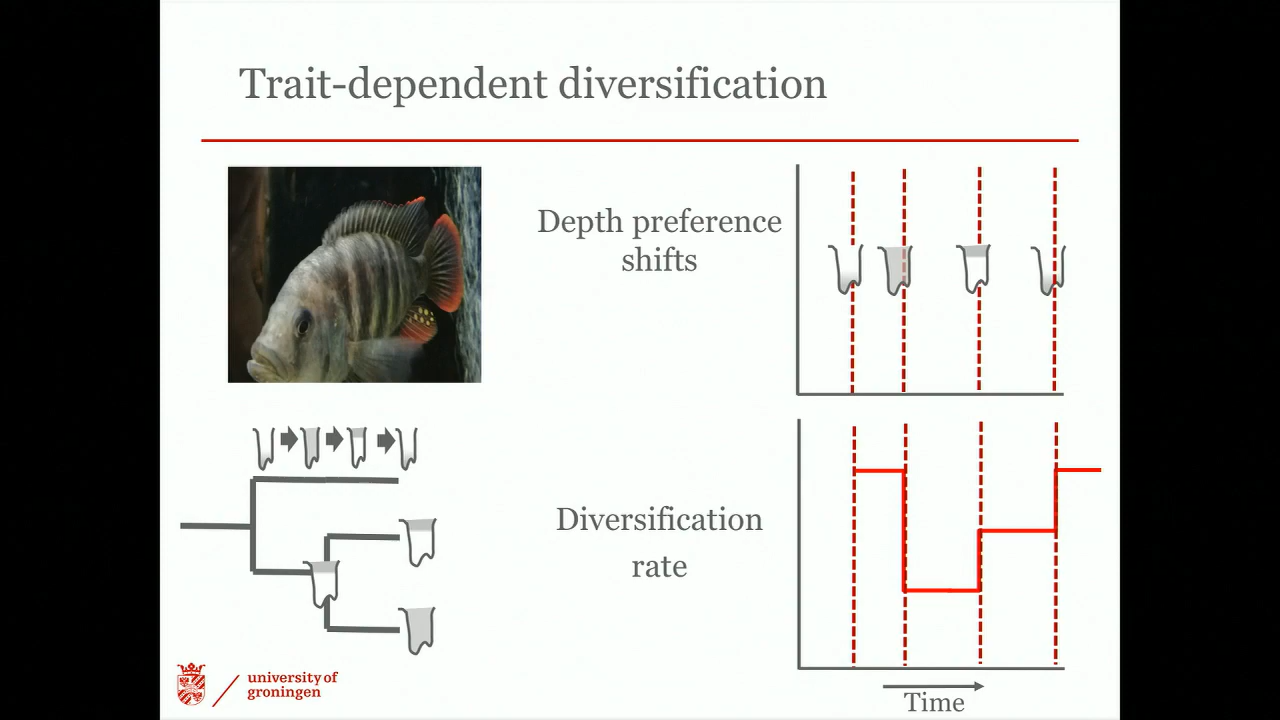 Trait-dependent diversification
Depth preference
shifts
Diversification
rate
Time
university of
groningen